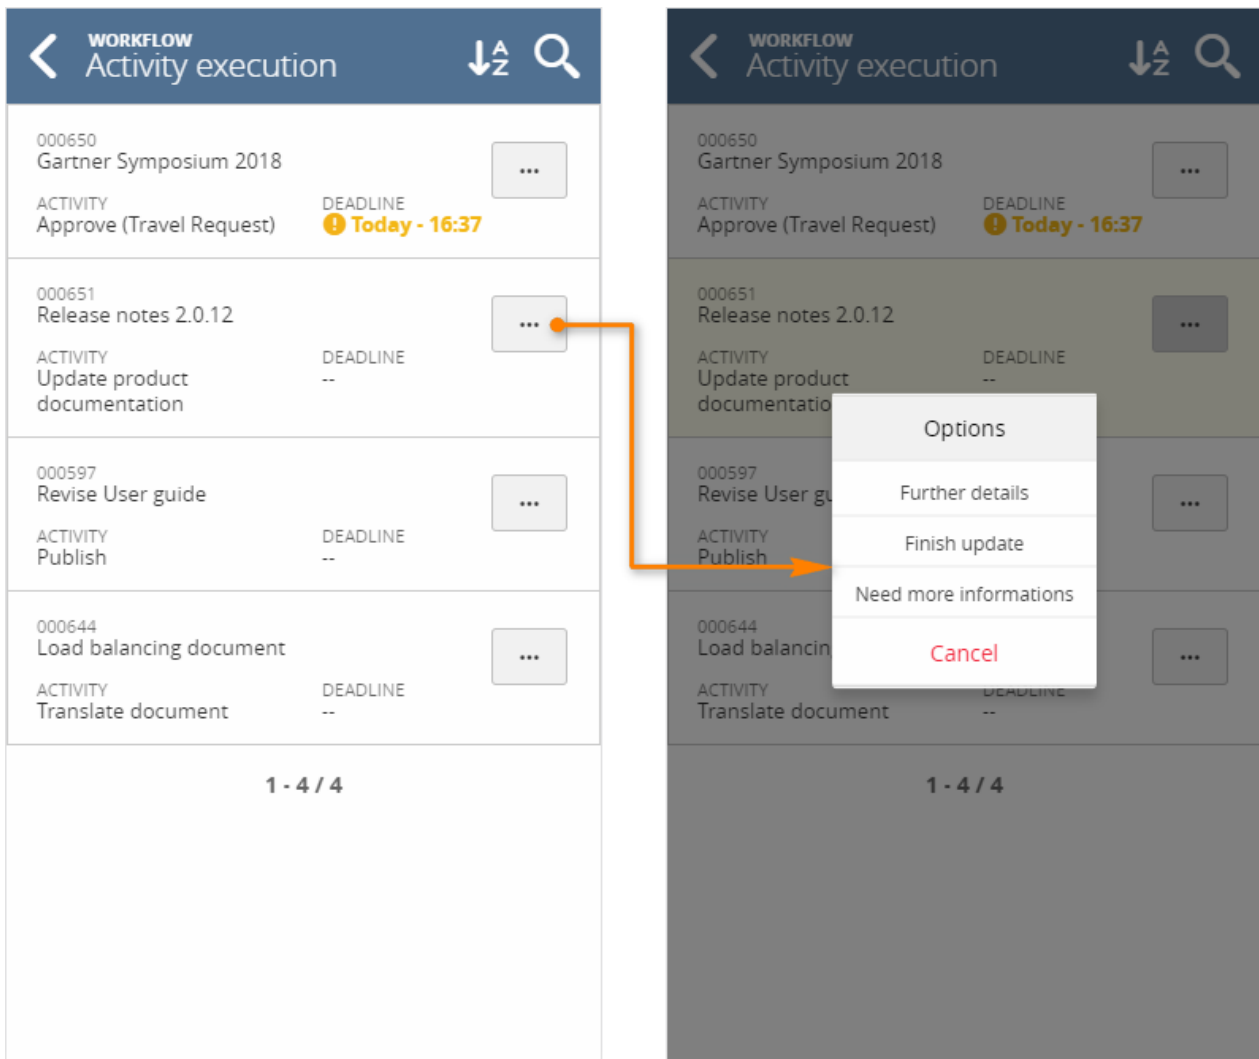 WORKFLOW
Activity execution
A
Z
000650
Gartner Symposium 2018
...
ACTIVITY
DEADLINE
Approve (Travel Request)
! Today - 16:37
000651
Release notes 2.0.12
...
ACTIVITY
DEADLINE
Update product
--
documentation
000597
Revise User guide
...
ACTIVITY
DEADLINE
Publish
--
000644
Load balancing document
...
ACTIVITY
DEADLINE
Translate document
--
1 - 4 / 4
WORKFLOW
Activity execution
A
Z
000650
Gartner Symposium 2018
...
ACTIVITY
DEADLINE
Approve (Travel Request)
! Today - 16:37
000651
Release notes 2.0.12
...
ACTIVITY
DEADLINE
Update product
--
documentatio
000597
Revise User gu
...
ACTIVITY
Publish
000644
Load balancin
...
ACTIVITY
DEADLINE
Translate document
--
1 - 4 / 4
Options
Further details
Finish update
Need more informations
Cancel